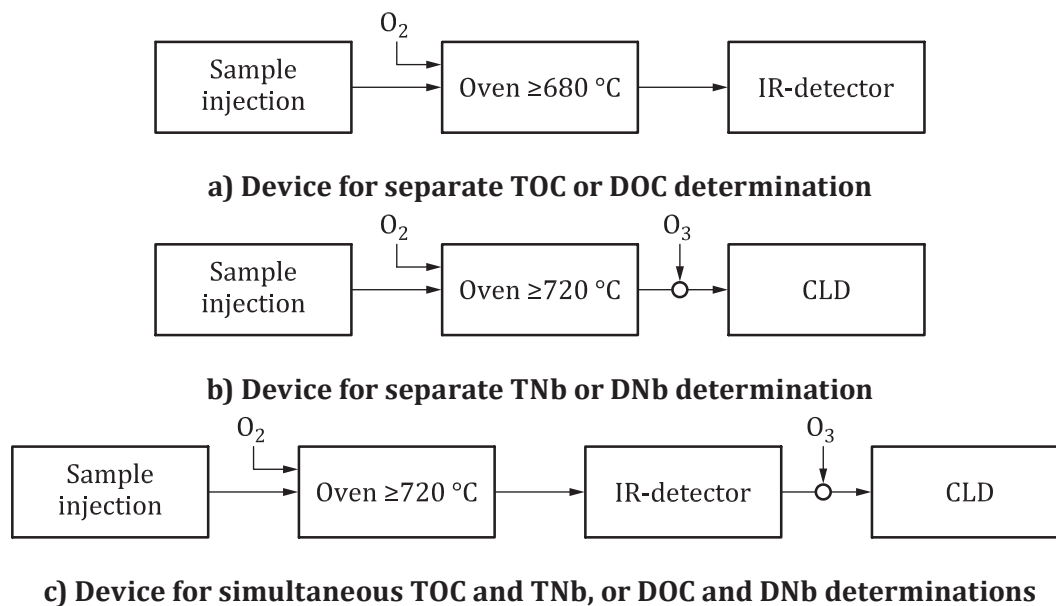 O₂
Sample
injection
Oven ≥680 °C
IR-detector
a) Device for separate TOC or DOC determination
O₂
O₃
Sample
injection
Oven ≥720 °C
CLD
b) Device for separate TNb or DNb determination
O₂
O₃
Sample
injection
Oven ≥720 °C
IR-detector
CLD
c) Device for simultaneous TOC and TNb, or DOC and DNb determinations